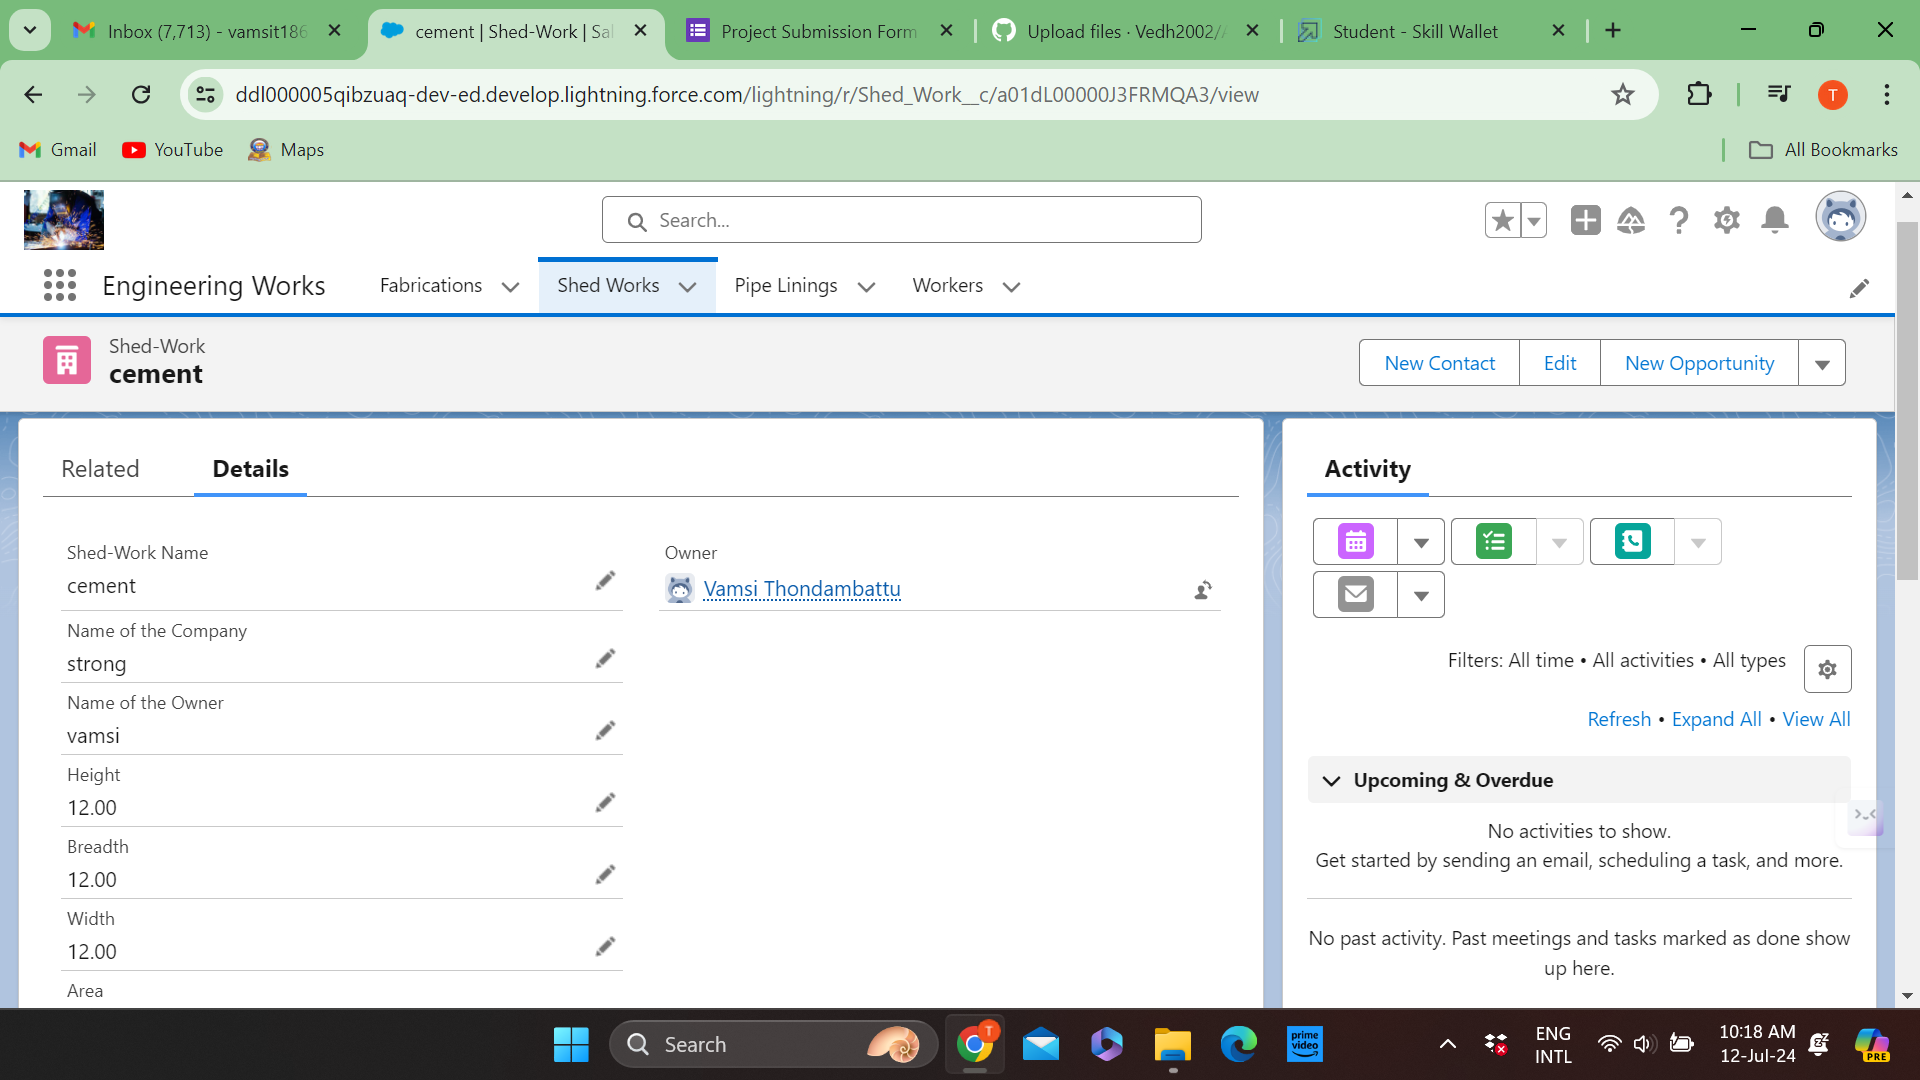 Inbox (7,713) - vamsit186
cement | Shed-Work | Sal
Project Submission Form
Upload files · Vedh2002/
Student - Skill Wallet
ddl000005qibzuaq-dev-ed.develop.lightning.force.com/lightning/r/Shed_Work__c/a01dL00000J3FRMQA3/view
T
Gmail
YouTube
Maps
All Bookmarks
Search...
Engineering Works
Fabrications
Shed Works
Pipe Linings
Workers
Shed-Work
cement
New Contact
Edit
New Opportunity
Related
Details
Shed-Work Name
cement
Owner
Vamsi Thondambattu
Name of the Company
strong
Name of the Owner
vamsi
Height
12.00
Breadth
12.00
Width
12.00
Area
Activity
Filters: All time • All activities • All types
Refresh • Expand All • View All
Upcoming & Overdue
No activities to show.
Get started by sending an email, scheduling a task, and more.
No past activity. Past meetings and tasks marked as done show
up here.
Search
T
prime
video
ENG
INTL
10:18 AM
12-Jul-24
PRE